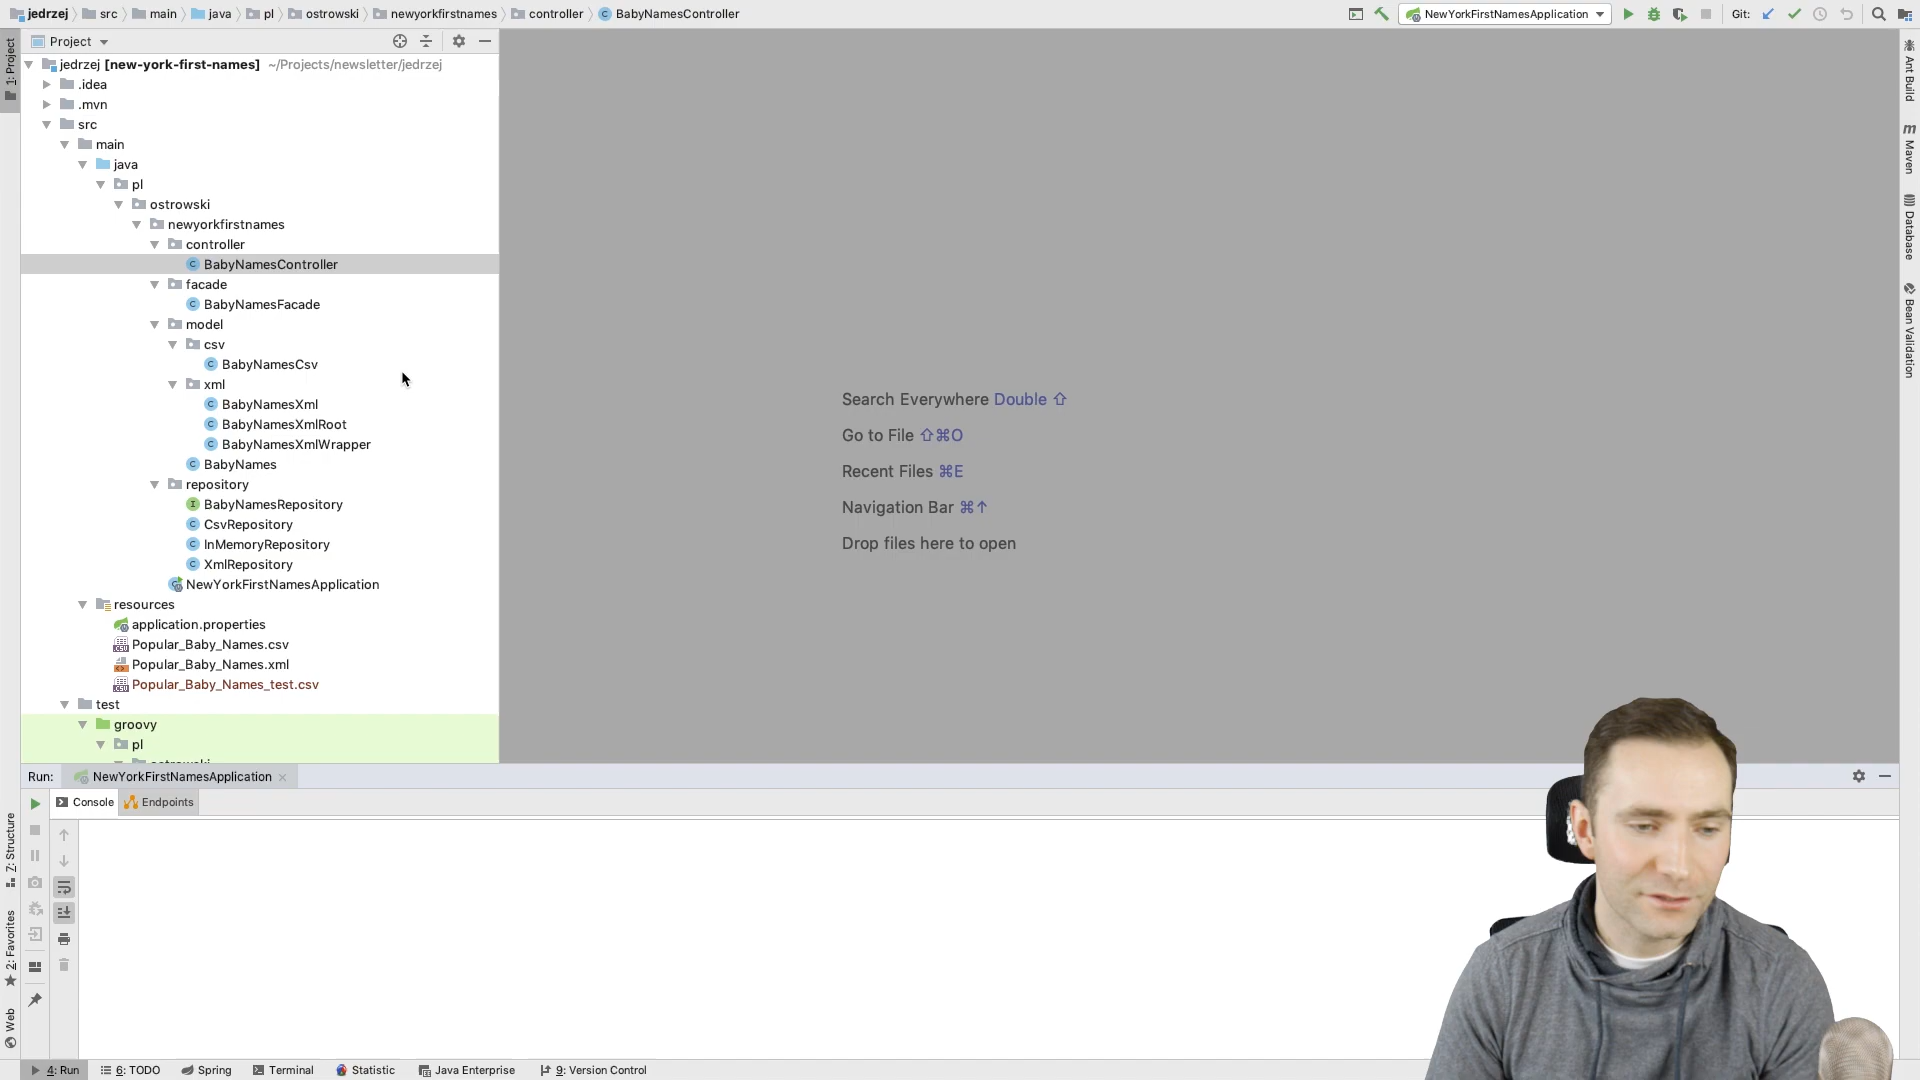 jedrzej src main java pl ostrowski newyorkfirstnames controller BabyNamesController NewYorkFirstNamesApplication Git:
Project
1: Project
jedrzej [new-york-first-names] ~/Projects/newsletter/jedrzej
.idea
.mvn
src
main
java
pl
ostrowski
newyorkfirstnames
controller
BabyNamesController
facade
BabyNamesFacade
model
csv
BabyNamesCsv
xml
BabyNamesXml
BabyNamesXmlRoot
BabyNamesXmlWrapper
BabyNames
repository
BabyNamesRepository
CsvRepository
InMemoryRepository
XmlRepository
NewYorkFirstNamesApplication
resources
application.properties
Popular_Baby_Names.csv
Popular_Baby_Names.xml
Popular_Baby_Names_test.csv
test
groovy
pl
Search Everywhere Double ⇧
Go to File ⇧⌘O
Recent Files ⌘E
Navigation Bar ⌘↑
Drop files here to open
Ant Build
Maven
Database
Bean Validation
Run: NewYorkFirstNamesApplication
Console Endpoints
7: Structure
2: Favorites
Web
4: Run 6: TODO Spring Terminal Statistic Java Enterprise 9: Version Control